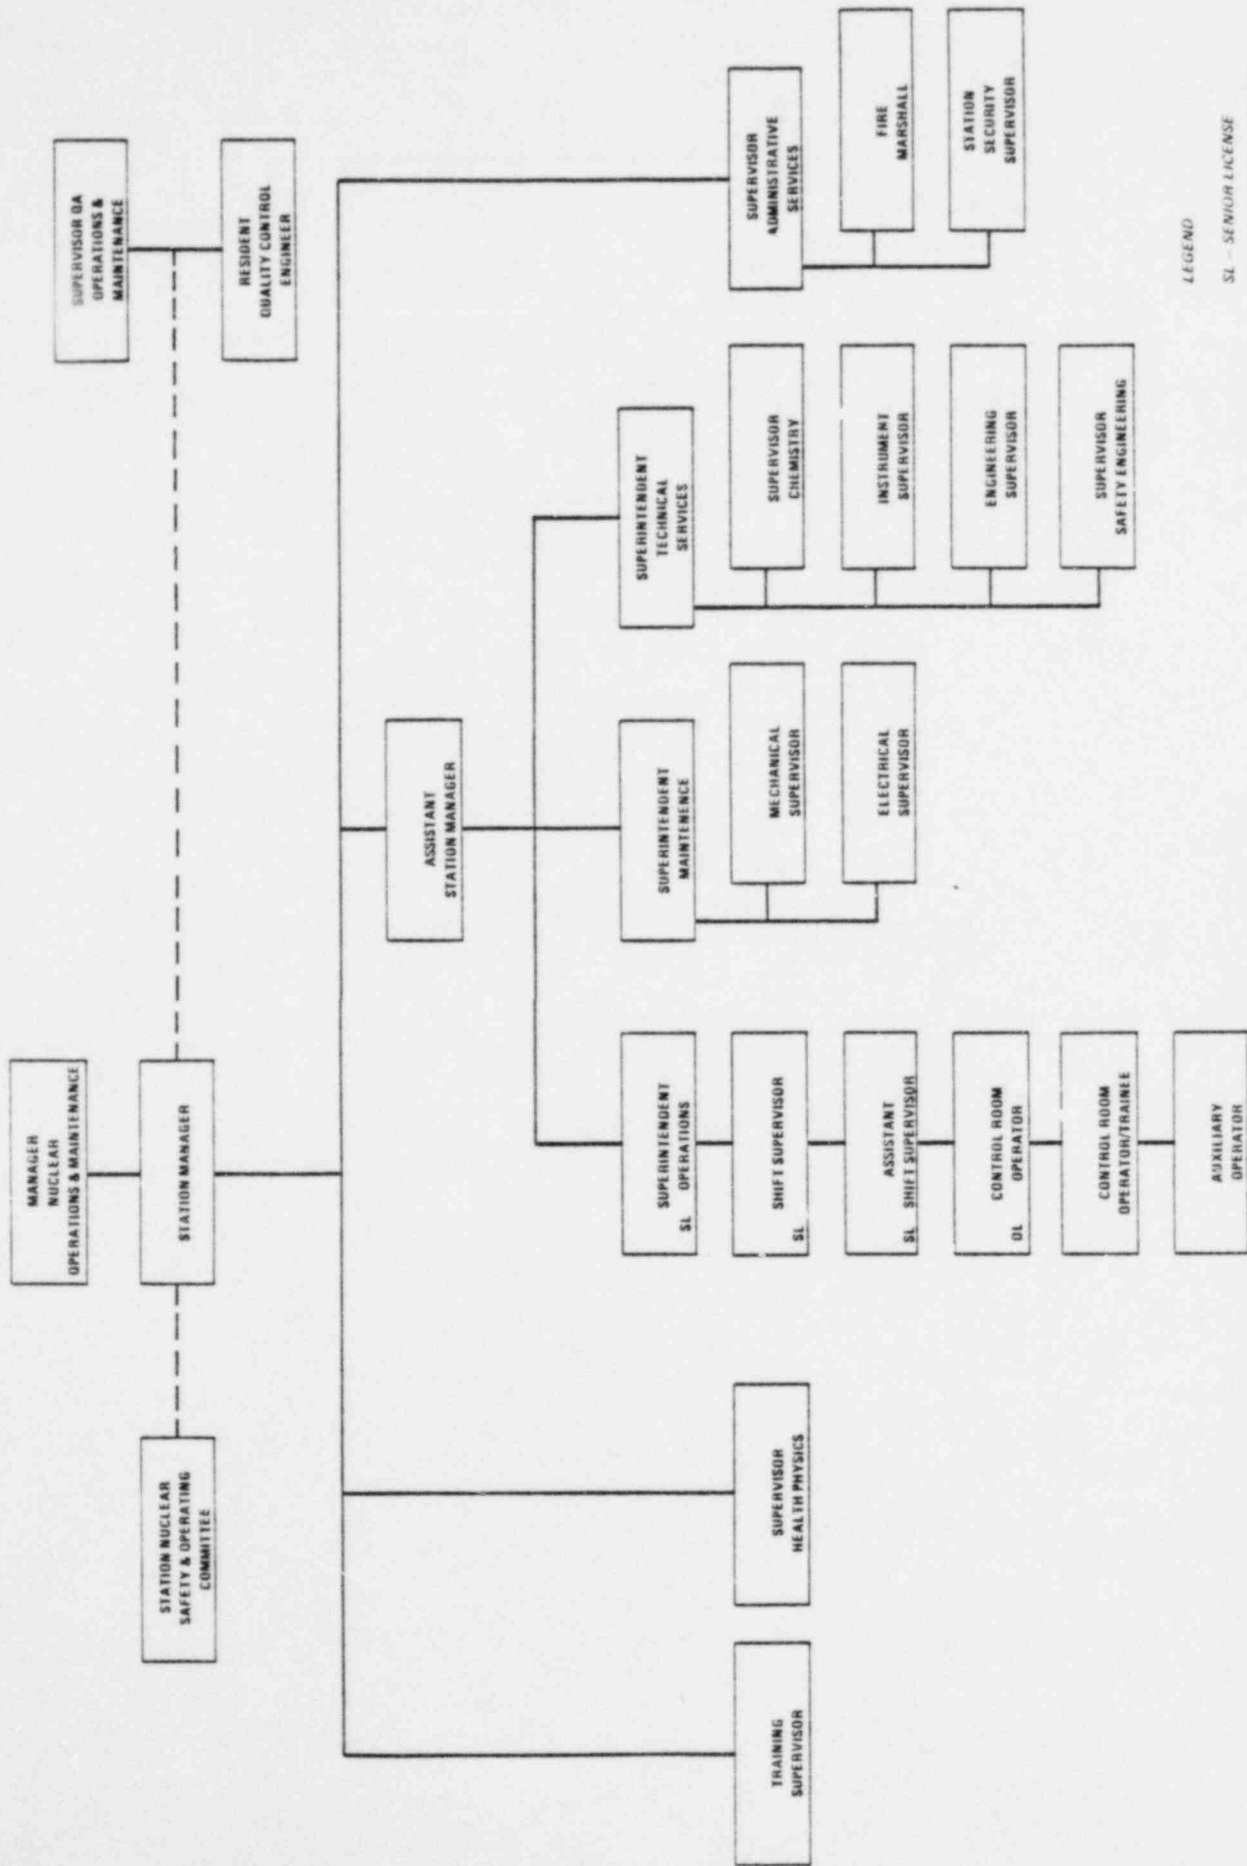 MANAGER
NUCLEAR
OPERATIONS & MAINTENANCE
SUPERVISOR QA
OPERATIONS &
MAINTENANCE
STATION NUCLEAR
SAFETY & OPERATING
COMMITTEE
STATION MANAGER
RESIDENT
QUALITY CONTROL
ENGINEER
ASSISTANT
STATION MANAGER
TRAINING
SUPERVISOR
SUPERVISOR
HEALTH PHYSICS
SUPERINTENDENT
SL OPERATIONS
SL SHIFT SUPERVISOR
ASSISTANT
SL SHIFT SUPERVISOR
CONTROL ROOM
OL OPERATOR
CONTROL ROOM
OPERATOR/TRAINEE
AUXILIARY
OPERATOR
SUPERINTENDENT
MAINTENENCE
MECHANICAL
SUPERVISOR
ELECTRICAL
SUPERVISOR
SUPERINTENDENT
TECHNICAL
SERVICES
SUPERVISOR
CHEMISTRY
INSTRUMENT
SUPERVISOR
ENGINEERING
SUPERVISOR
SUPERVISOR
SAFETY ENGINEERING
SUPERVISOR
ADMINISTRATIVE
SERVICES
FIRE
MARSHALL
STATION
SECURITY
SUPERVISOR
LEGEND
SL - SENIOR LICENSE